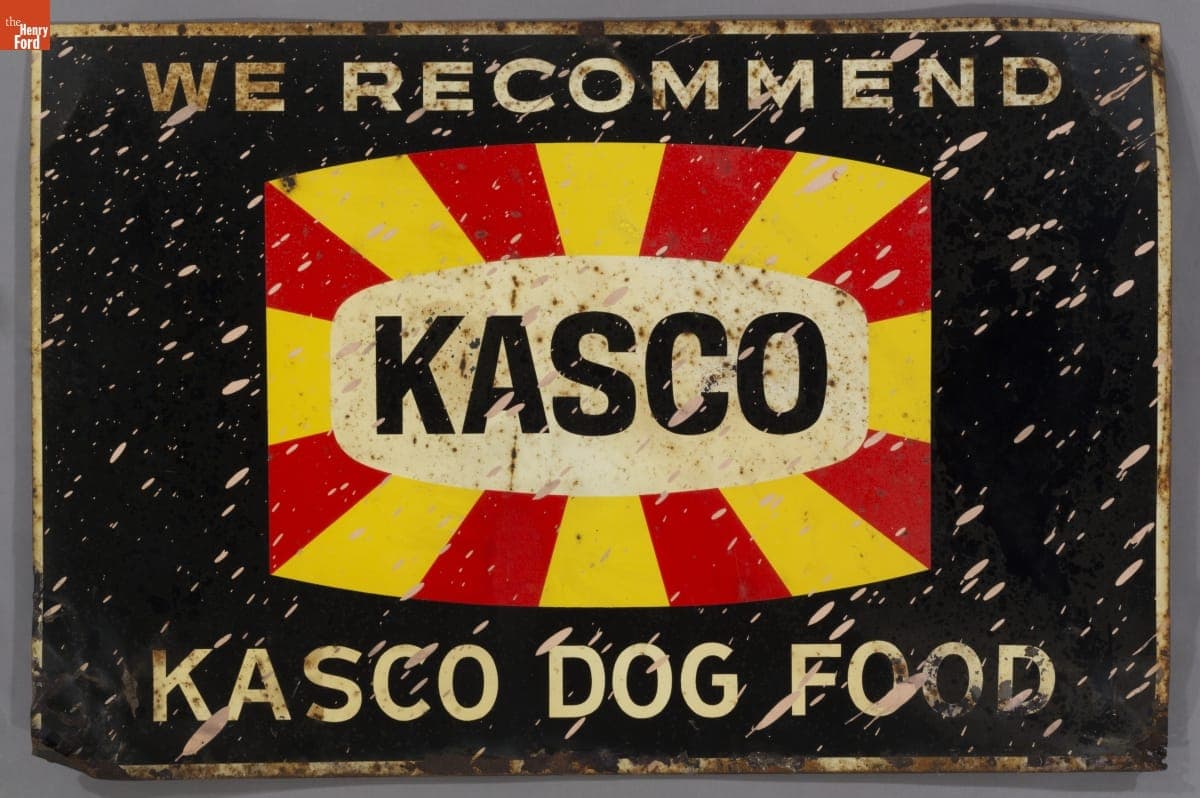 the
Henry
Ford
WE RECOMMEND
KASCO
KASCO DOG FOOD